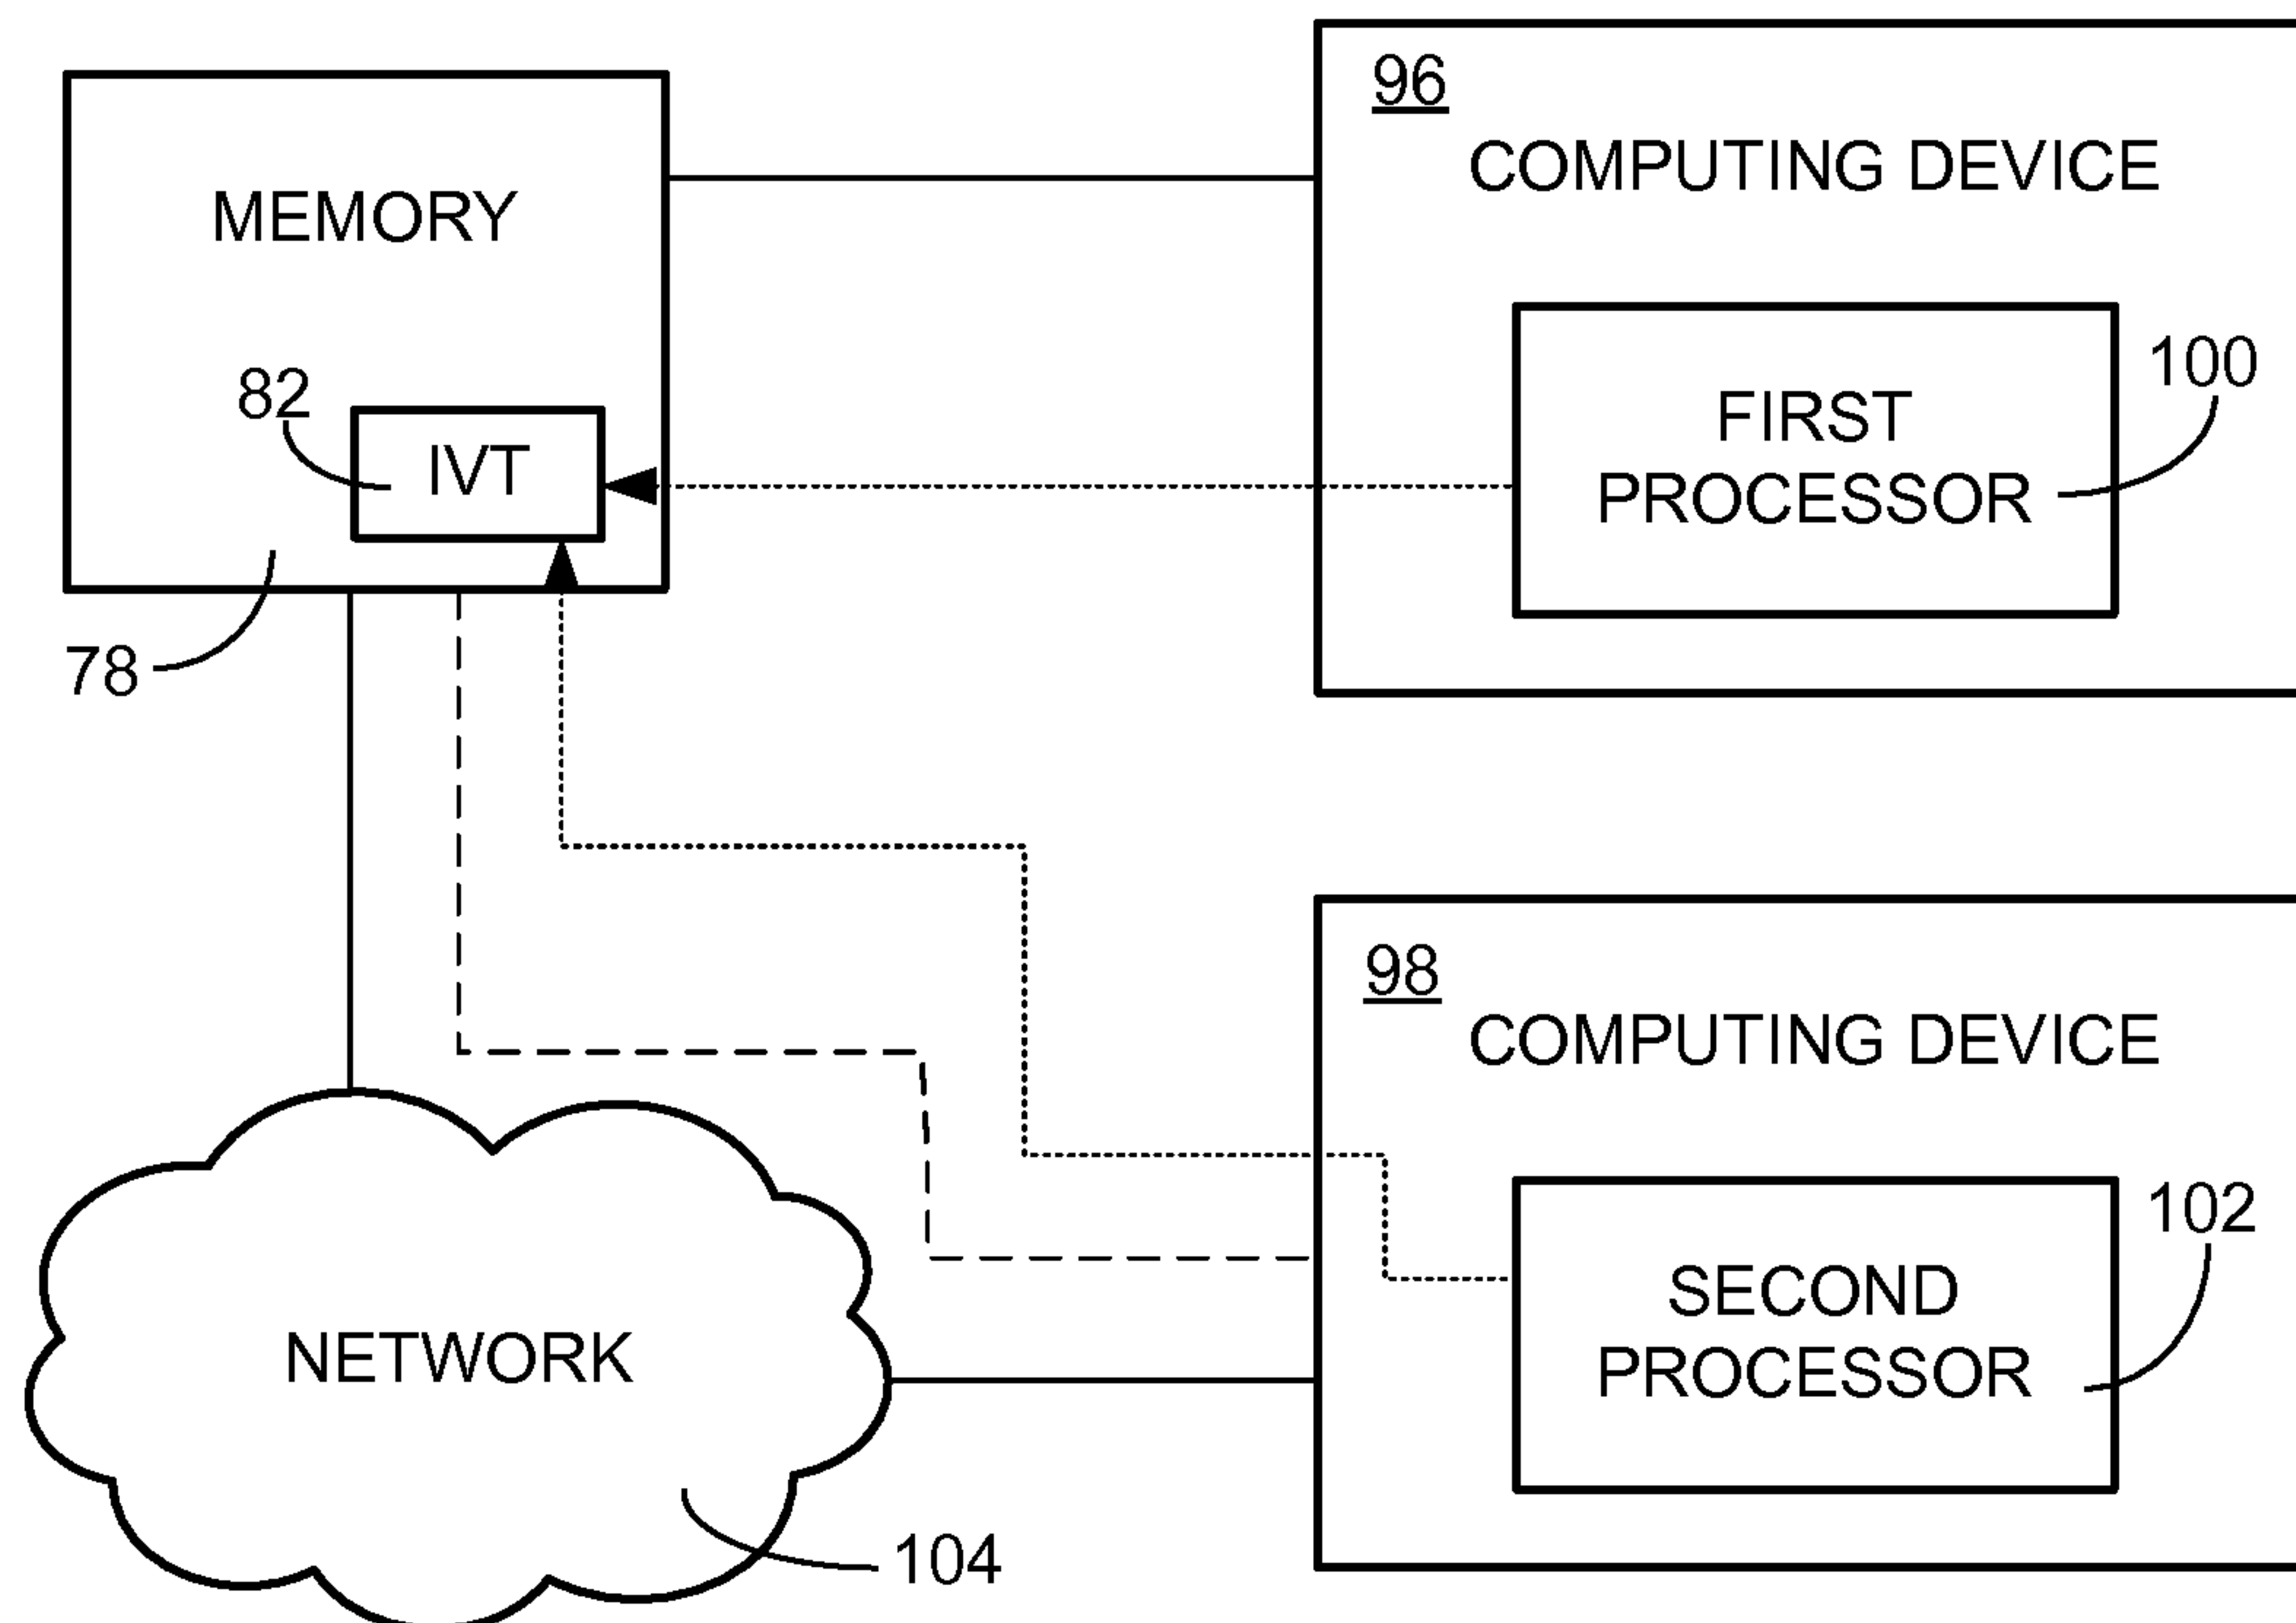 96
COMPUTING DEVICE
MEMORY
100
82
FIRST
PROCESSOR
IVT
78
98
COMPUTING DEVICE
102
SECOND
PROCESSOR
NETWORK
104